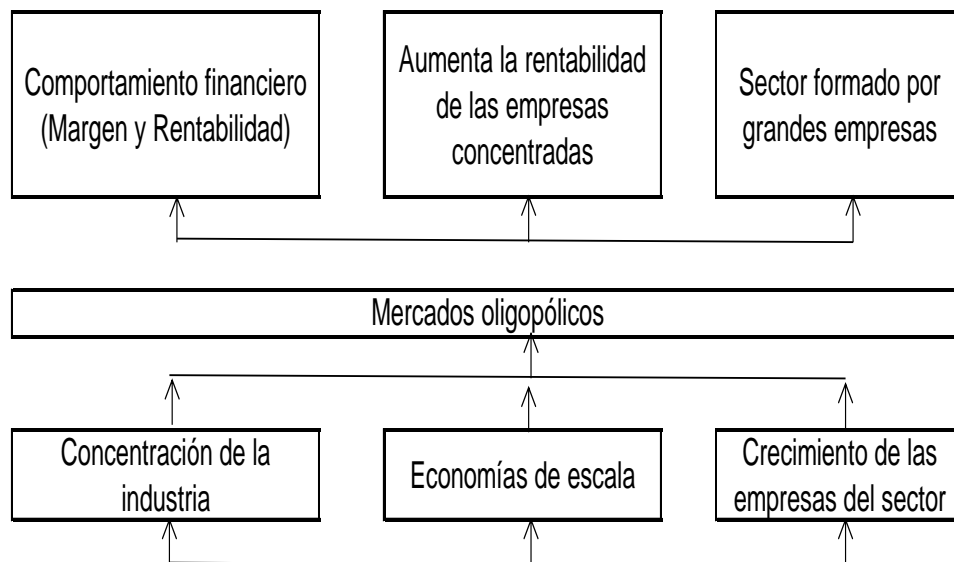 Comportamiento financiero
(Margen y Rentabilidad)
Aumenta la rentabilidad
de las empresas
concentradas
Sector formado por
grandes empresas
Mercados oligopólicos
Concentración de la
industria
Economías de escala
Crecimiento de las
empresas del sector